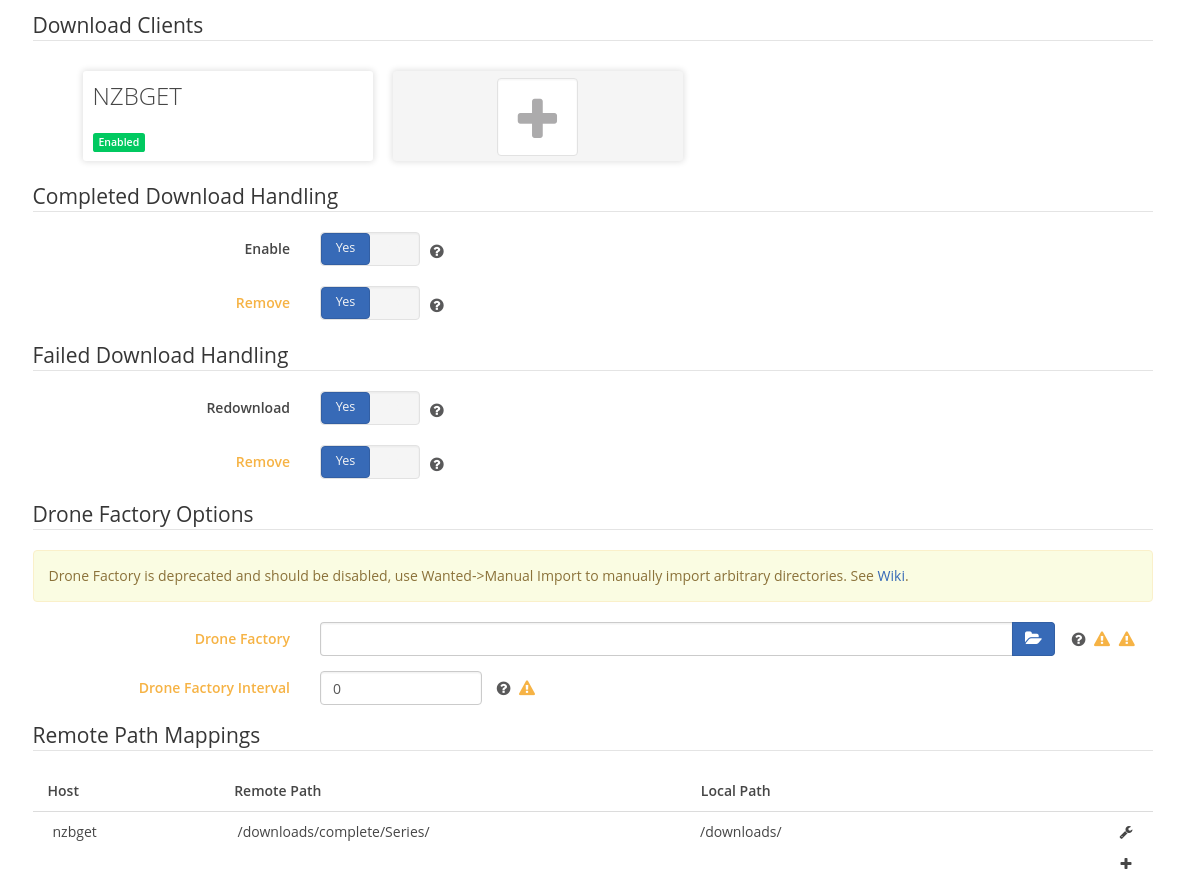 Download Clients
NZBGET
Enabled
Completed Download Handling
Enable Yes
Remove Yes
Failed Download Handling
Redownload Yes
Remove Yes
Drone Factory Options
Drone Factory is deprecated and should be disabled, use Wanted->Manual Import to manually import arbitrary directories. See Wiki.
Drone Factory
Drone Factory Interval 0
Remote Path Mappings
Host Remote Path Local Path
nzbget /downloads/complete/Series/ /downloads/